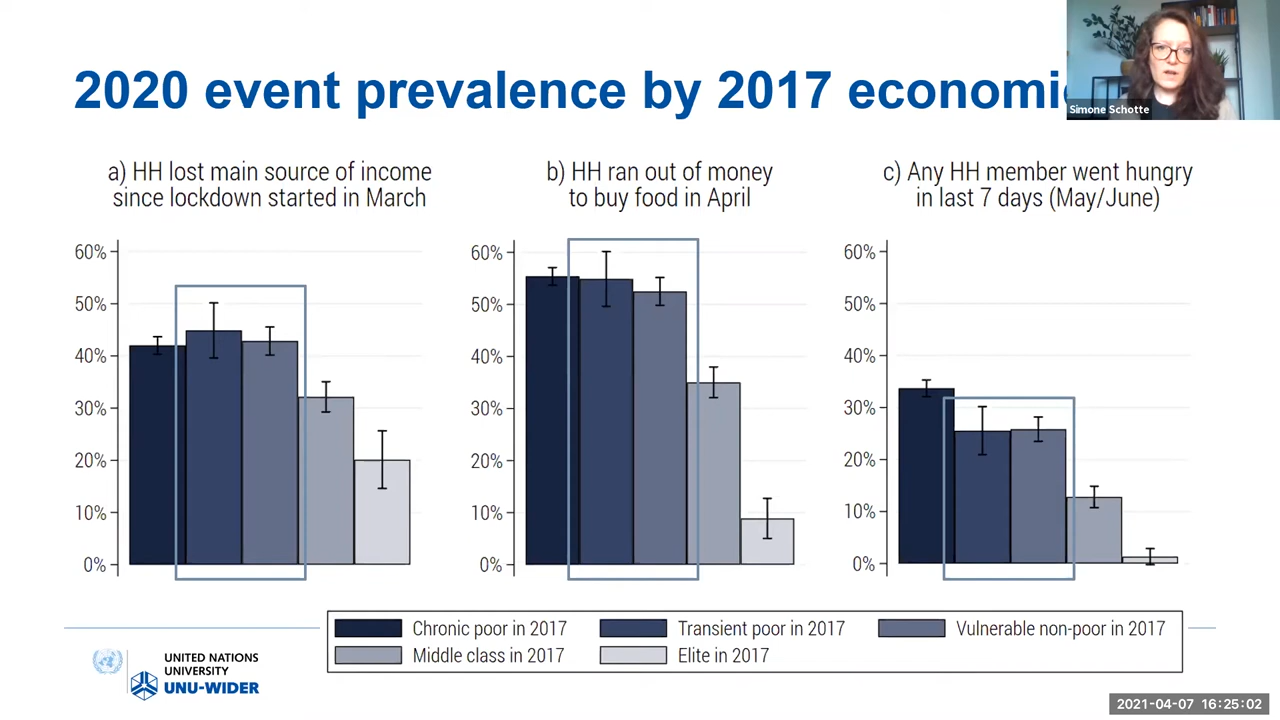 2020 event prevalence by 2017 economi
Simone Schotte
a) HH lost main source of income
since lockdown started in March
60%
50%
40%
30%
20%
10%
0%
b) HH ran out of money
to buy food in April
60%
50%
40%
30%
20%
10%
0%
c) Any HH member went hungry
in last 7 days (May/June)
60%
50%
40%
30%
20%
10%
0%
Chronic poor in 2017
Transient poor in 2017
Vulnerable non-poor in 2017
Middle class in 2017
Elite in 2017
UNITED NATIONS
UNIVERSITY
UNU-WIDER
2021-04-07 16:25:02